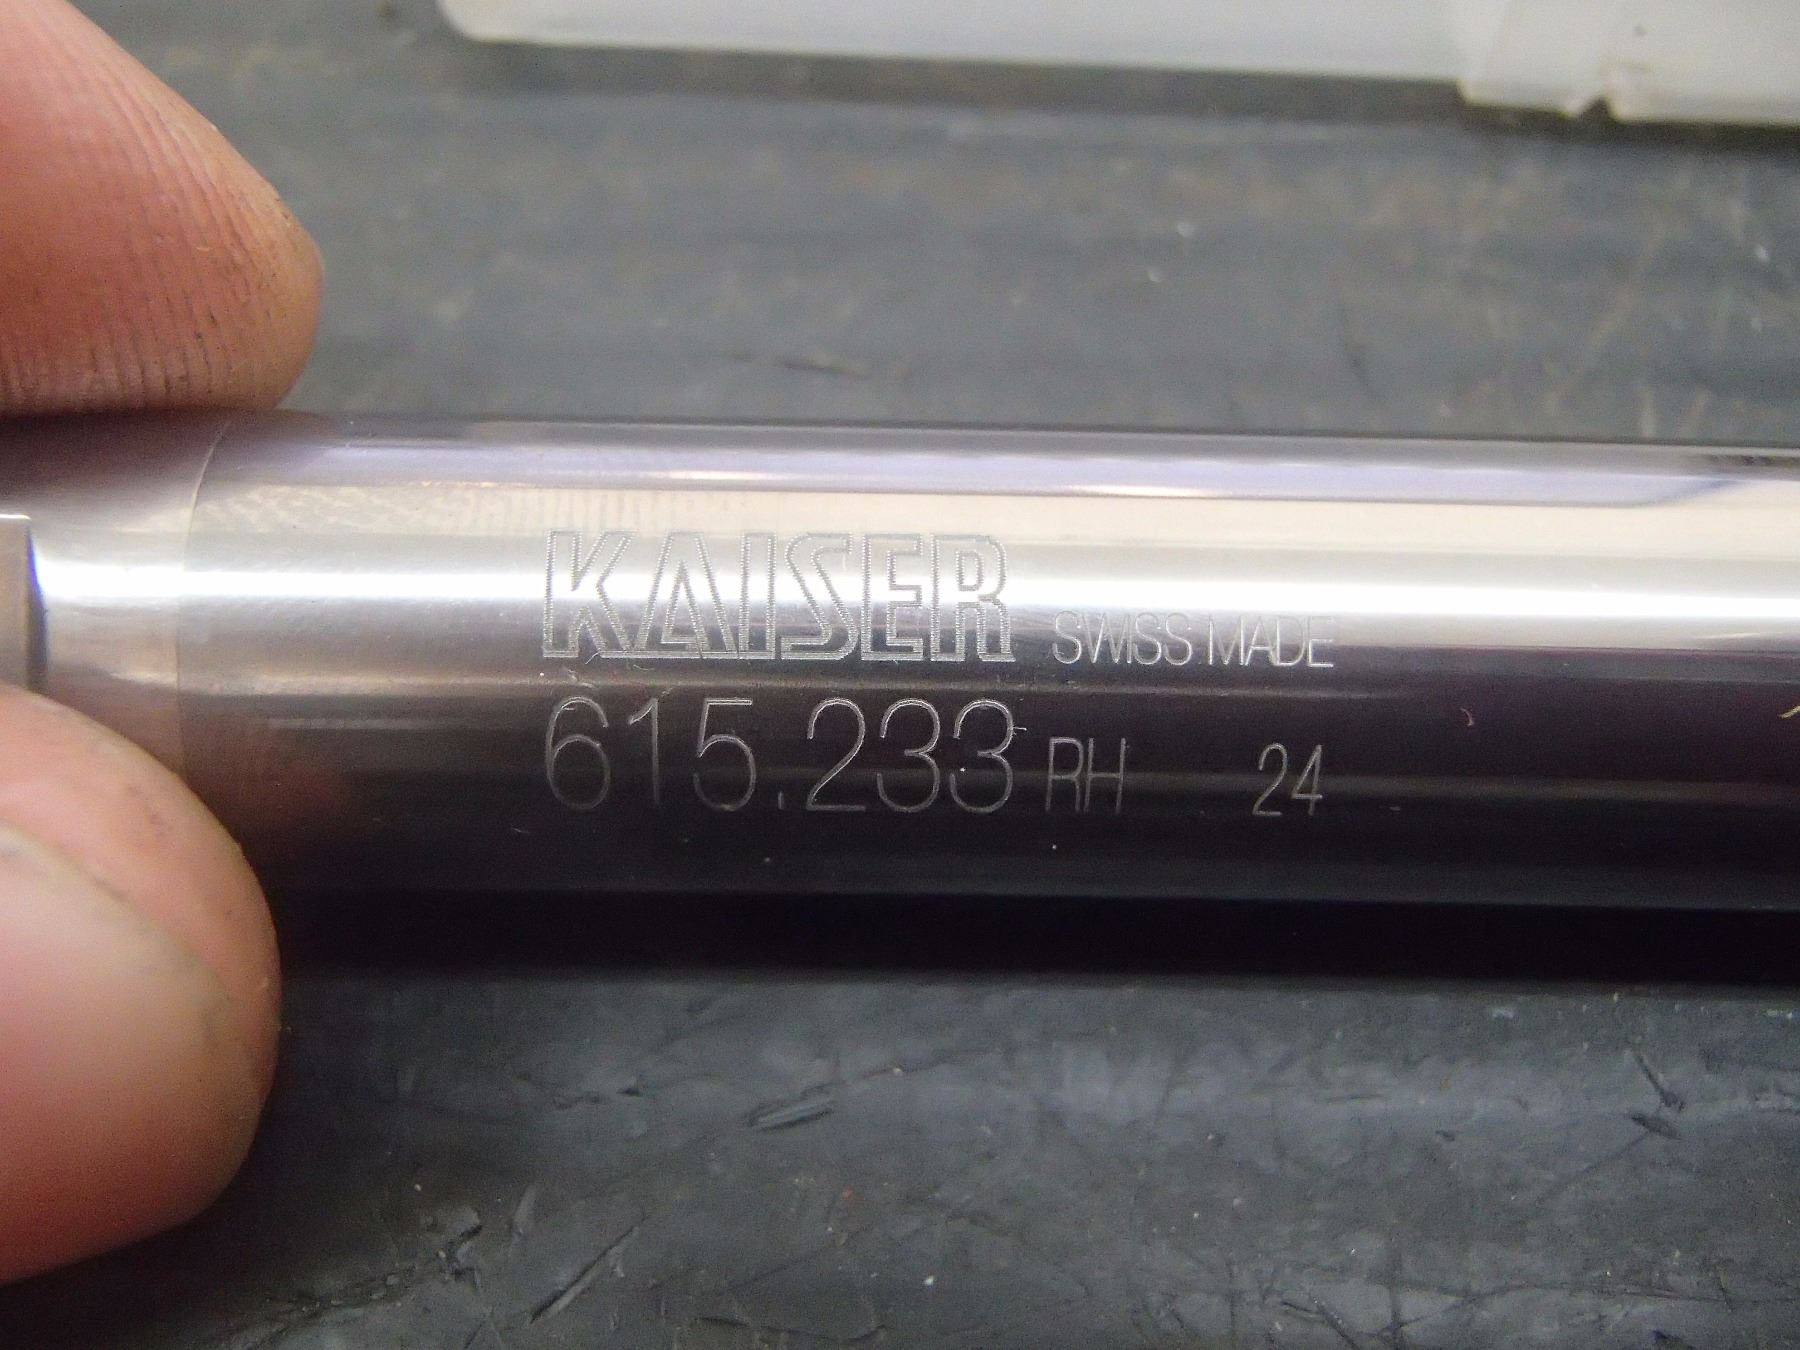 KAISER SWISS MADE
615.233 RH 24